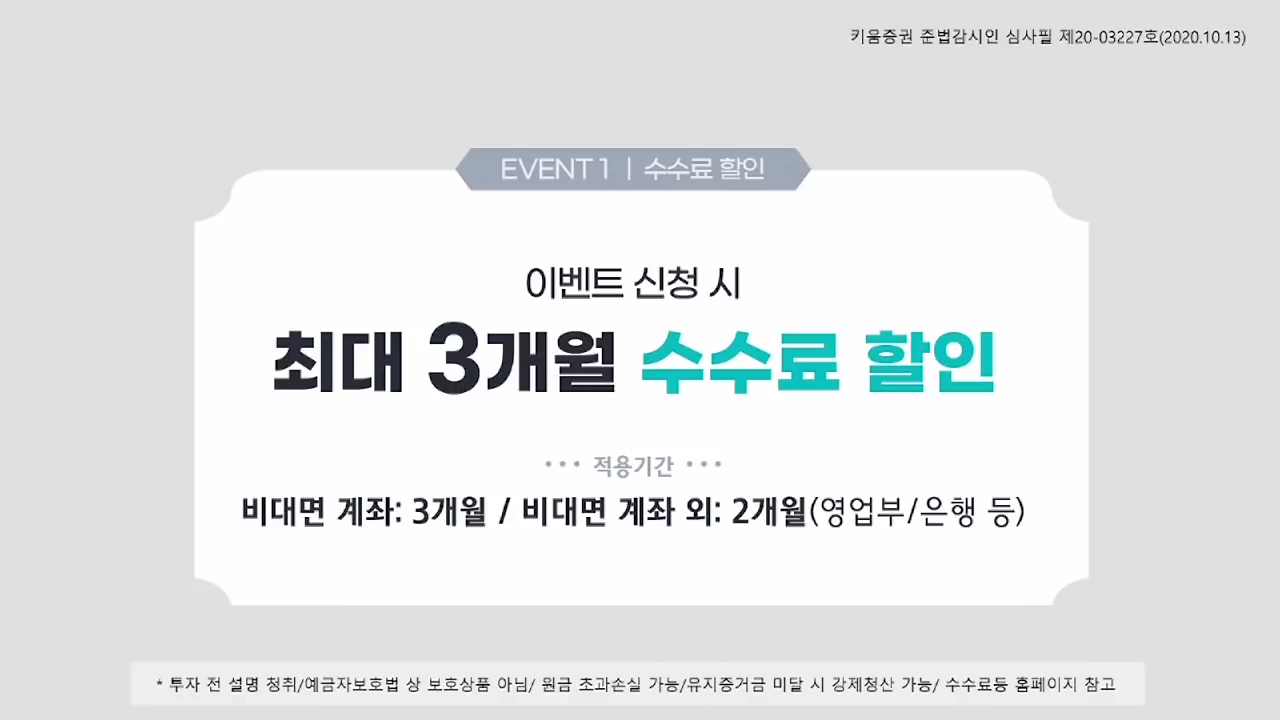 키움증권 준법감시인 심사필 제20-03227호(2020.10.13)
EVENT 1 | 수수료 할인
이벤트 신청 시
최대 3개월 수수료 할인
••• 적용기간 •••
비대면 계좌: 3개월 / 비대면 계좌 외: 2개월(영업부/은행 등)
* 투자 전 설명 청취/예금자보호법 상 보호상품 아님/ 원금 초과손실 가능/유지증거금 미달 시 강제청산 가능/ 수수료등 홈페이지 참고